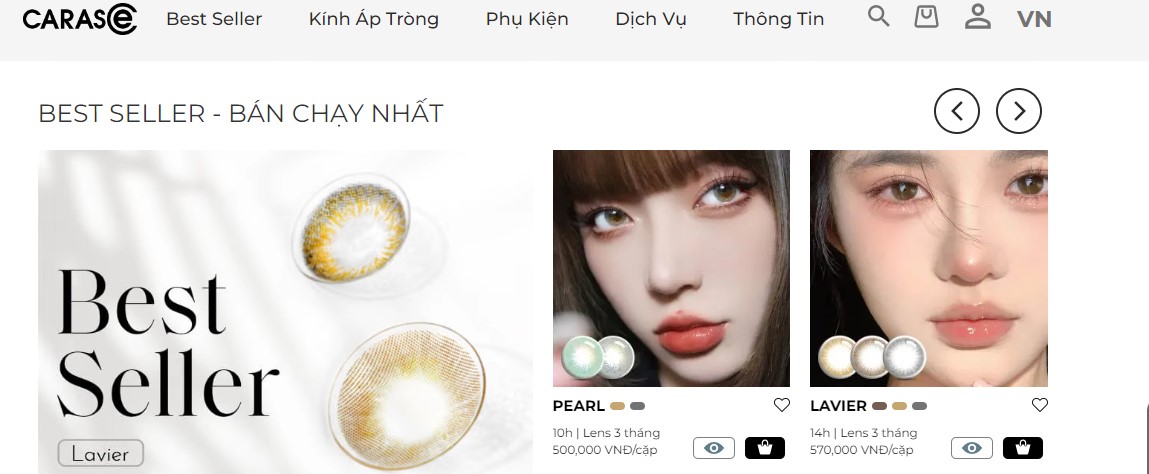 CARAS
Best Seller
Kính Áp Tròng
Phụ Kiện
Dịch Vụ
Thông Tin
VN
BEST SELLER - BÁN CHẠY NHẤT
Best
Seller
Lavier
PEARL
10h | Lens 3 tháng
500,000 VNĐ/cặp
LAVIER
14h | Lens 3 tháng
570,000 VNĐ/cặp